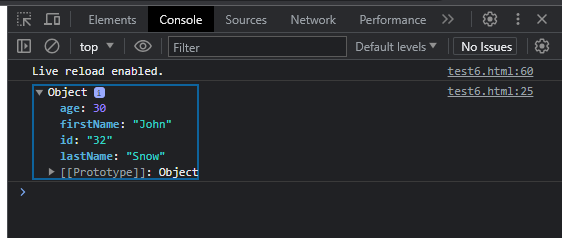 Elements Console Sources Network Performance
top Filter Default levels No Issues
Live reload enabled. test6.html:60
Object i test6.html:25
age: 30
firstName: "John"
id: "32"
lastName: "Snow"
[[Prototype]]: Object